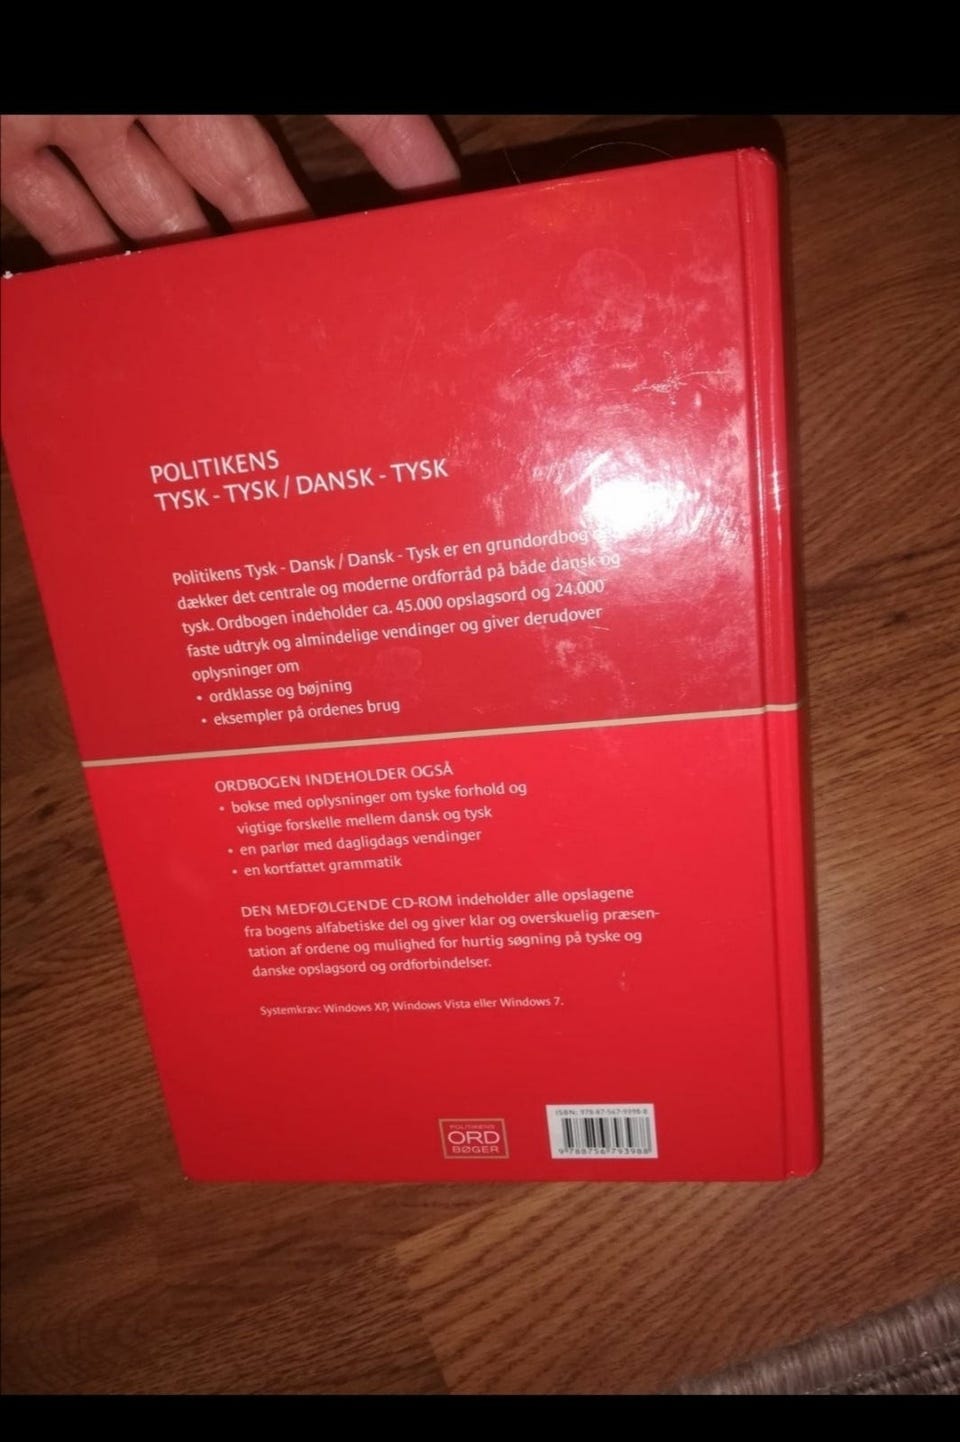 POLITIKENS
TYSK - TYSK / DANSK - TYSK
Politikens Tysk - Dansk / Dansk - Tysk er en grundordbog
dækker det centrale og moderne ordforråd på både dansk og
tysk. Ordbogen indeholder ca. 45.000 opslagsord og 24.000
faste udtryk og almindelige vendinger og giver derudover
oplysninger om
• ordklasse og bøjning
• eksempler på ordenes brug
ORDBOGEN INDEHOLDER OGSÅ
• bokse med oplysninger om tyske forhold og
vigtige forskelle mellem dansk og tysk
• en parlør med dagligdags vendinger
• en kortfattet grammatik
DEN MEDFØLGENDE CD-ROM indeholder alle opslagene
fra bogens alfabetiske del og giver klar og overskuelig præsen-
tation af ordene og mulighed for hurtig søgning på tyske og
danske opslagsord og ordforbindelser.
Systemkrav: Windows XP, Windows Vista eller Windows 7.
POLITIKENS
ORD
BØGER
ISBN:
9 788756 793988